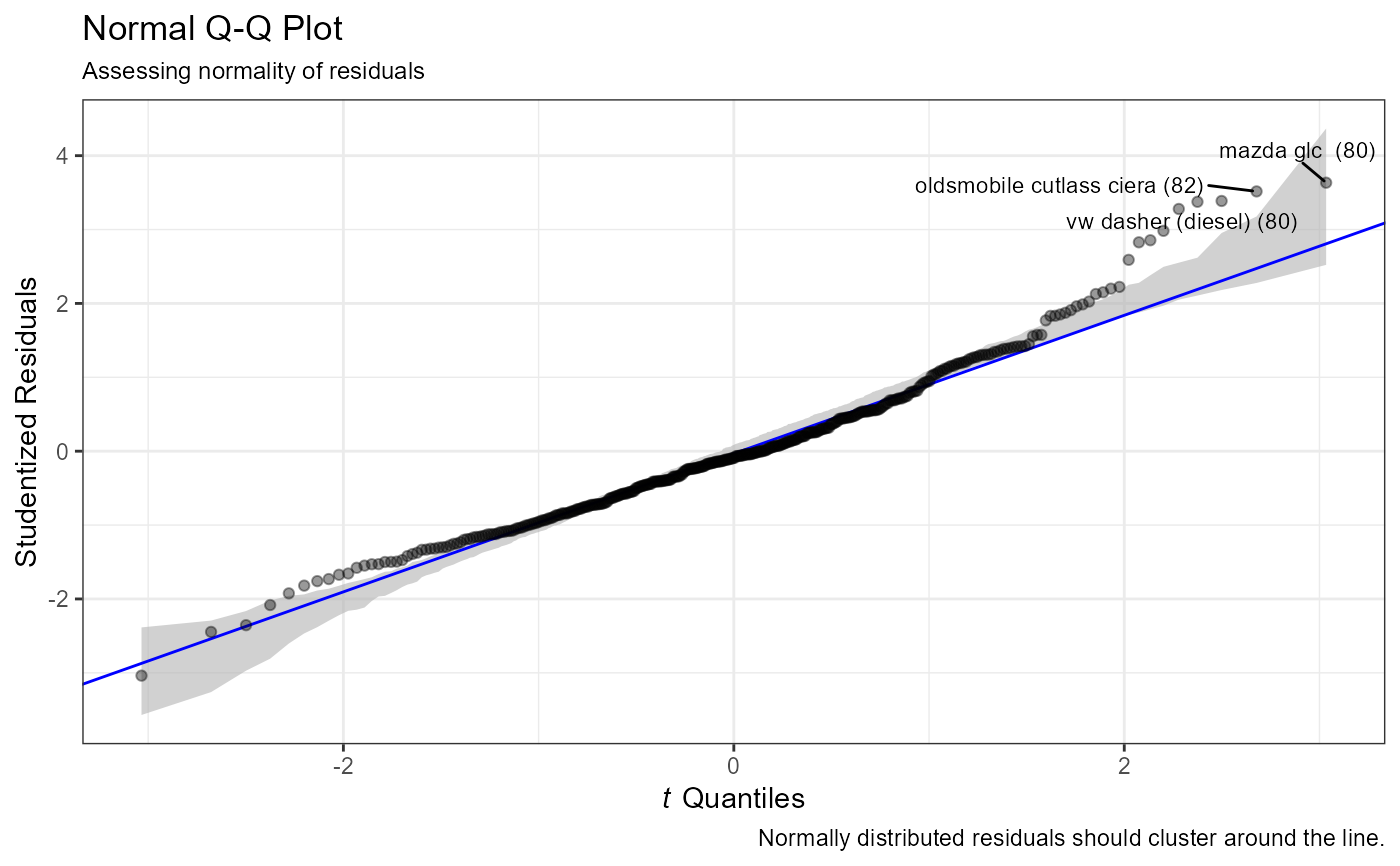 Normal Q-Q Plot
Assessing normality of residuals
Studentized Residuals
4
2
0
-2
mazda glc  (80)
oldsmobile cutlass ciera (82)
vw dasher (diesel) (80)
-2
0
2
t Quantiles
Normally distributed residuals should cluster around the line.